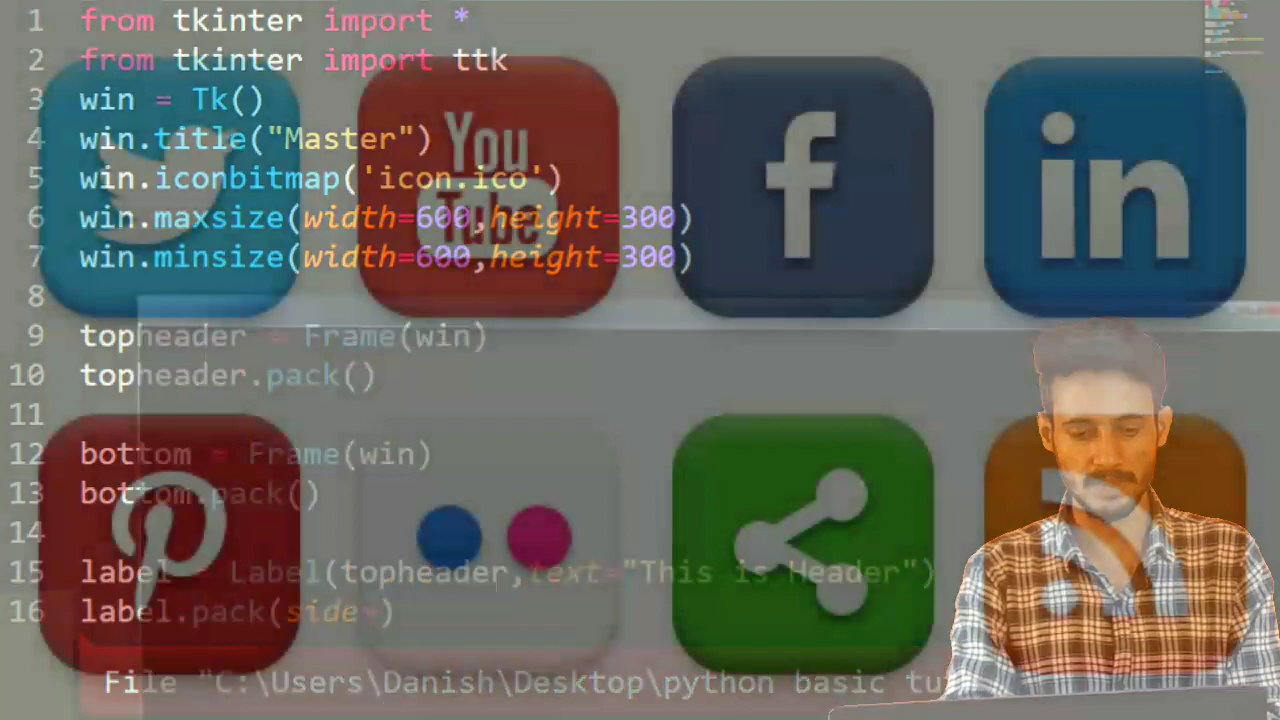 1 from tkinter import *
2 from tkinter import ttk
3 win = Tk()
4 win.title("Master")
5 win.iconbitmap('icon.ico')
6 win.maxsize(width=600,height=300)
7 win.minsize(width=600,height=300)
8
9 topheader = Frame(win)
10 topheader.pack()
11
12 bottom = Frame(win)
13 bottom.pack()
14
15 label = Label(topheader,text="This is Header")
16 label.pack(side=)
File "C:\Users\Danish\Desktop\python basic
You
Tube
f
in